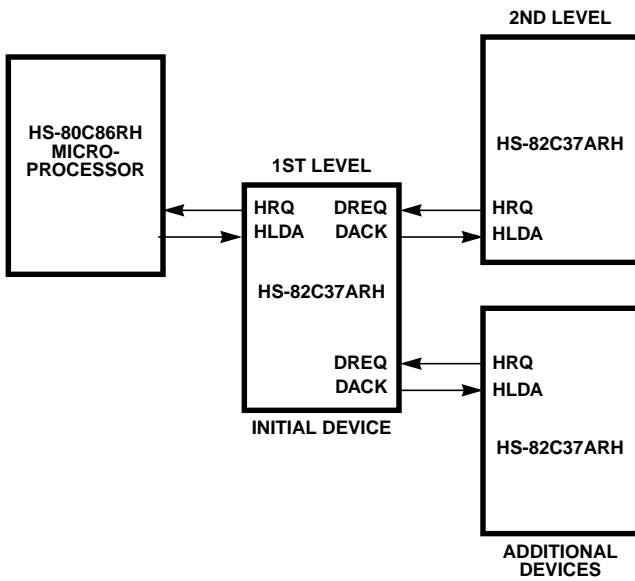 2ND LEVEL
HS-80C86RH
MICRO-
PROCESSOR
HS-82C37ARH
1ST LEVEL
HRQ DREQ
HLDA DACK
HRQ
HLDA
HS-82C37ARH
DREQ
DACK
HRQ
HLDA
INITIAL DEVICE
HS-82C37ARH
ADDITIONAL
DEVICES